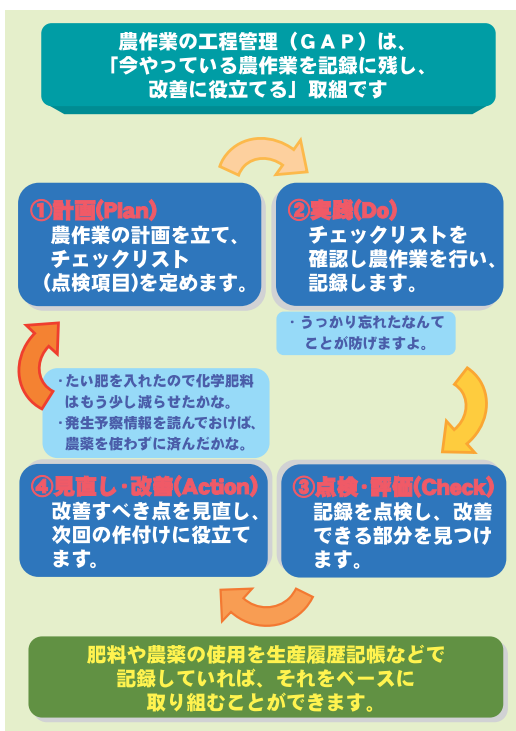 農作業の工程管理（ＧＡＰ）は、
「今やっている農作業を記録に残し、
改善に役立てる」取組です
①計画(Plan)
農作業の計画を立て、
チェックリスト
(点検項目)を定めます。
②実践(Do)
チェックリストを
確認し農作業を行い、
記録します。
・うっかり忘れたなんて
ことが防げますよ。
・たい肥を入れたので化学肥料
はもう少し減らせたかな。
・発生予察情報を読んでおけば、
農薬を使わずに済んだかな。
④見直し・改善(Action)
改善すべき点を見直し、
次回の作付けに役立て
ます。
③点検・評価(Check)
記録を点検し、改善
できる部分を見つけ
ます。
肥料や農薬の使用を生産履歴記帳などで
記録していれば、それをベースに
取り組むことができます。